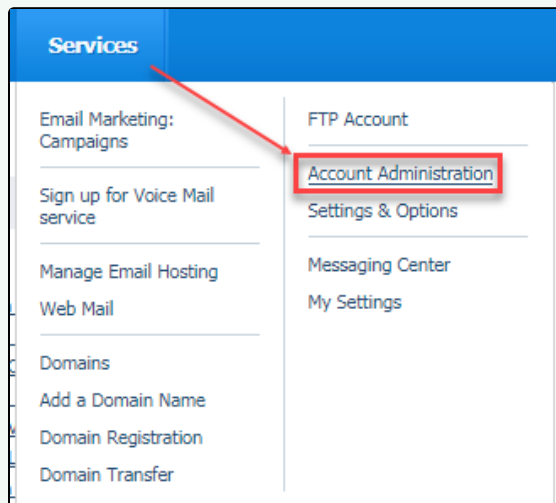 Services
Email Marketing:
Campaigns
Sign up for Voice Mail
service
Manage Email Hosting
Web Mail
Domains
Add a Domain Name
Domain Registration
Domain Transfer
FTP Account
Account Administration
Settings & Options
Messaging Center
My Settings